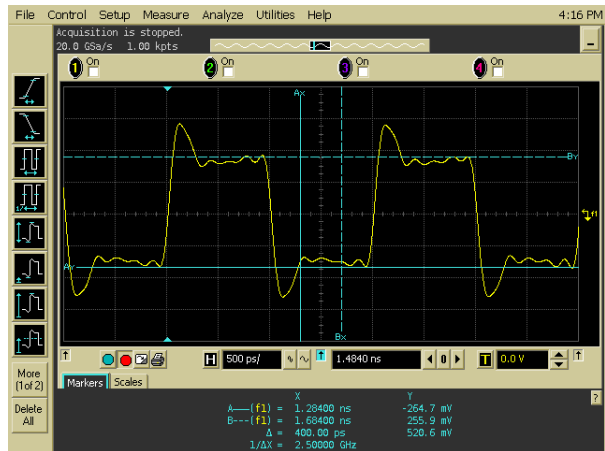 File Control Setup Measure Analyze Utilities Help 4:16 PM
Acquisition is stopped.
20.0 GSa/s 1.00 kpts
1 On 2 On 3 On 4 On
Ax
By
f1
Ay
Bx
H 500 ps/ 1.4840 ns 0 T 0.0 V
More
(1 of 2)
Delete
All
Markers Scales
?
X Y
A——(f1) = 1.28400 ns -264.7 mV
B---(f1) = 1.68400 ns 255.9 mV
Δ = 400.00 ps 520.6 mV
1/ΔX = 2.50000 GHz